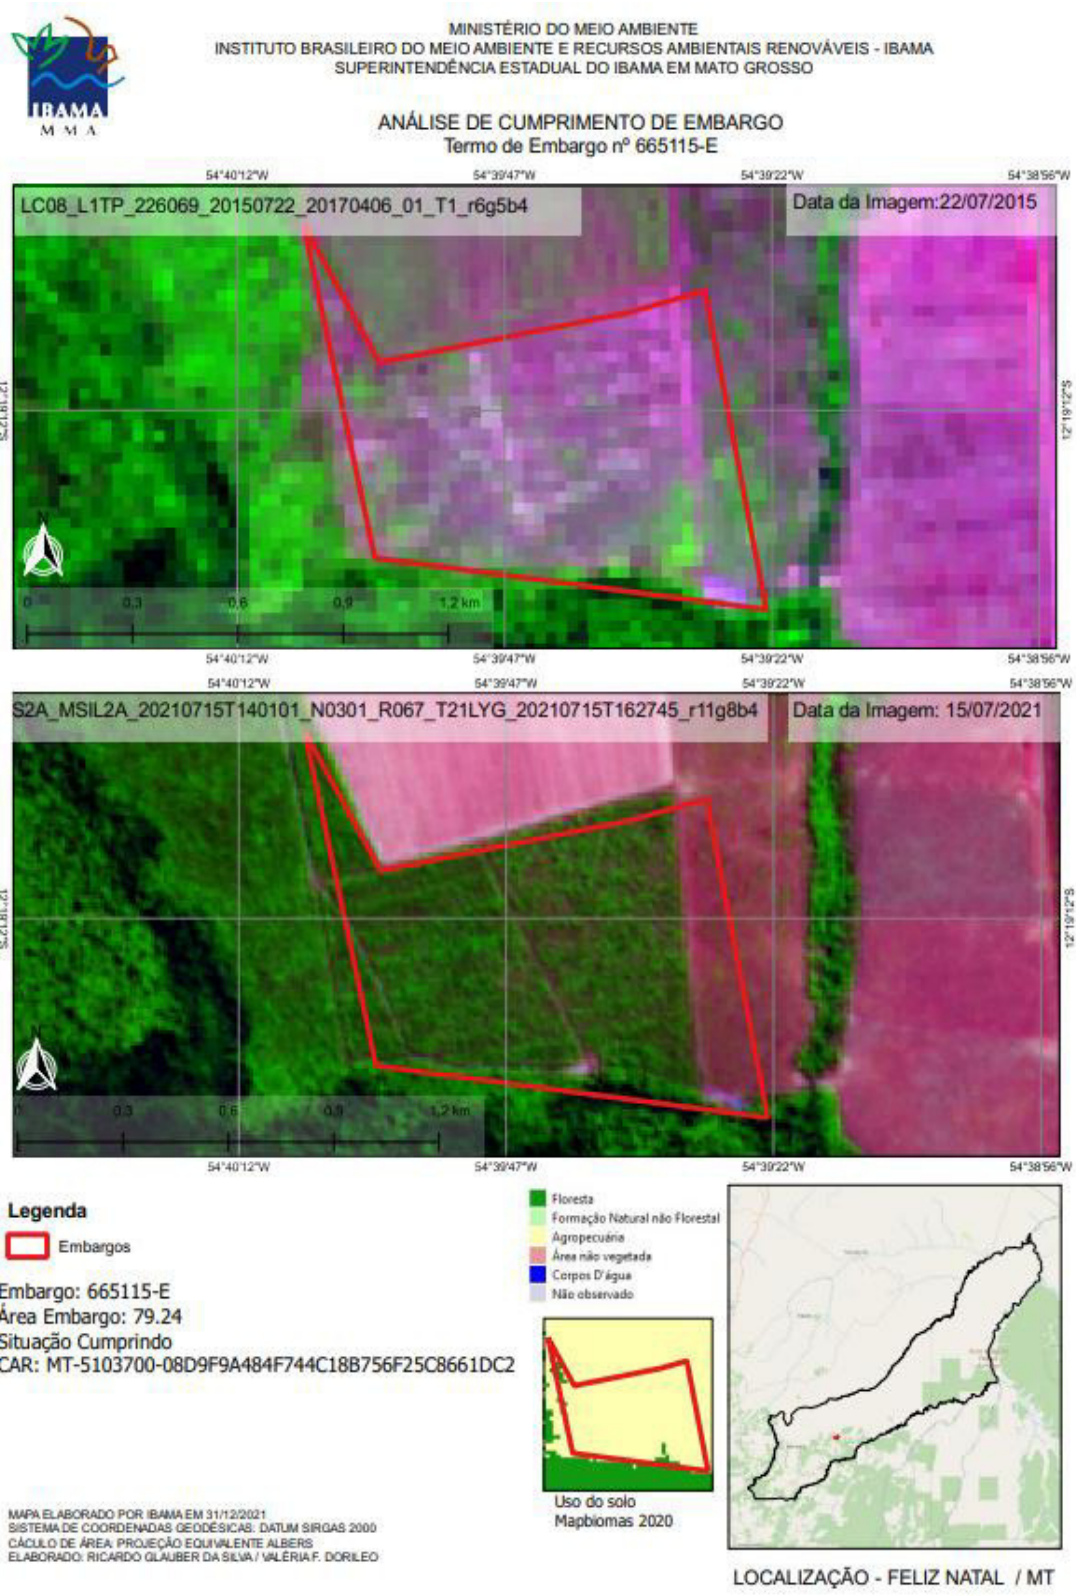 IBAMA
M M A
MINISTÉRIO DO MEIO AMBIENTE
INSTITUTO BRASILEIRO DO MEIO AMBIENTE E RECURSOS AMBIENTAIS RENOVÁVEIS - IBAMA
SUPERINTENDÊNCIA ESTADUAL DO IBAMA EM MATO GROSSO
ANÁLISE DE CUMPRIMENTO DE EMBARGO
Termo de Embargo nº 665115-E
54°40'12"W 54°39'47"W 54°39'22"W 54°38'56"W
LC08_L1TP_226069_20150722_20170406_01_T1_r6g5b4 Data da Imagem:22/07/2015
12°19'12"S 12°19'12"S
N
0 0,3 0,6 0,9 1,2 km
54°40'12"W 54°39'47"W 54°39'22"W 54°38'56"W
54°40'12"W 54°39'47"W 54°39'22"W 54°38'56"W
S2A_MSIL2A_20210715T140101_N0301_R067_T21LYG_20210715T162745_r11g8b4 Data da Imagem: 15/07/2021
12°19'12"S 12°19'12"S
N
0 0,3 0,6 0,9 1,2 km
54°40'12"W 54°39'47"W 54°39'22"W 54°38'56"W
Legenda
Embargos
Embargo: 665115-E
Área Embargo: 79.24
Situação Cumprindo
CAR: MT-5103700-08D9F9A484F744C18B756F25C8661DC2
Floresta
Formação Natural não Florestal
Agropecuária
Área não vegetada
Corpos D'água
Não observado
Uso do solo
Mapbiomas 2020
MAPA ELABORADO POR IBAMA EM 31/12/2021
SISTEMA DE COORDENADAS GEODÉSICAS: DATUM SIRGAS 2000
CÁCULO DE ÁREA: PROJEÇÃO EQUIVALENTE ALBERS
ELABORADO: RICARDO GLAUBER DA SILVA / VALÉRIA F. DORILEO
LOCALIZAÇÃO - FELIZ NATAL / MT